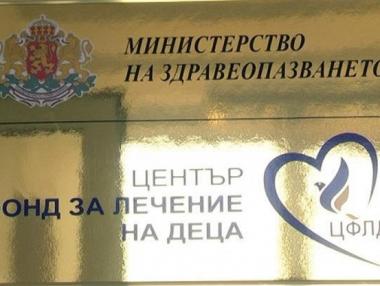 МИНИСТЕРСТВО
НА ЗДРАВЕОПАЗВАНЕТО
ЦЕНТЪР
ОНД ЗА ЛЕЧЕНИЕ
НА ДЕЦА
ЦФЛД